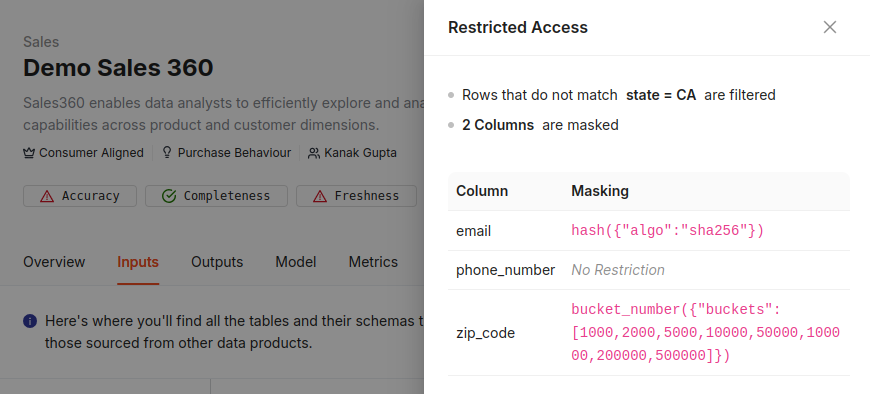 Sales
Demo Sales 360
Sales360 enables data analysts to efficiently explore and ana
capabilities across product and customer dimensions.
Consumer Aligned
Purchase Behaviour
Kanak Gupta
Accuracy
Completeness
Freshness
Overview
Inputs
Outputs
Model
Metrics
Here's where you'll find all the tables and their schemas t
those sourced from other data products.
Restricted Access
Rows that do not match state = CA are filtered
2 Columns are masked
Column Masking
email hash({"algo":"sha256"})
phone_number No Restriction
zip_code bucket_number({"buckets":
[1000,2000,5000,10000,50000,1000
00,200000,500000]})